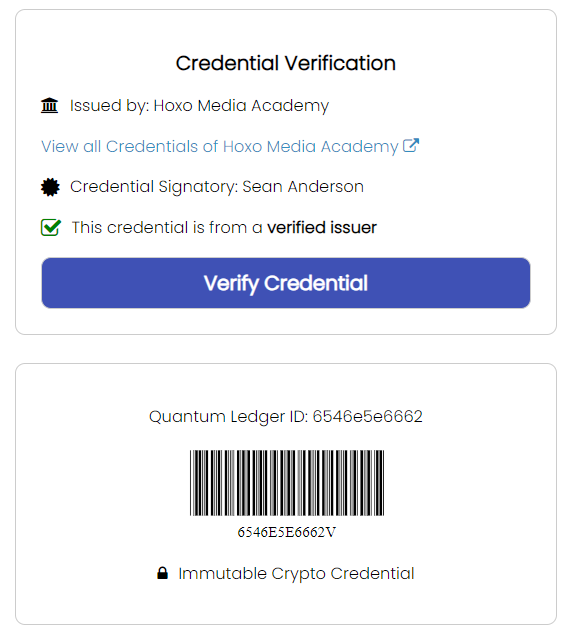 Credential Verification
Issued by: Hoxo Media Academy
View all Credentials of Hoxo Media Academy
Credential Signatory: Sean Anderson
This credential is from a verified issuer
Verify Credential
Quantum Ledger ID: 6546e5e6662
6546E5E6662V
Immutable Crypto Credential